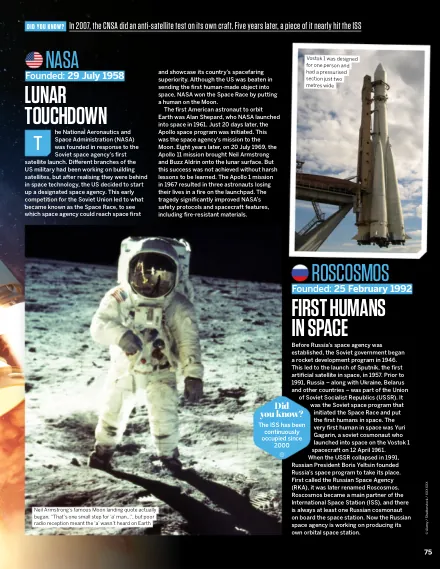 DID YOU KNOW? In 2007, the CNSA did an anti-satellite test on its own craft. Five years later, a piece of it nearly hit the ISS
NASA
Founded: 29 July 1958
LUNAR
TOUCHDOWN
The National Aeronautics and
Space Administration (NASA)
was founded in response to the
Soviet space agency's first
satellite launch. Different branches of the
US military had been working on building
satellites, but after realising they were behind
in space technology, the US decided to start
up a designated space agency. This early
competition for the Soviet Union led to what
became known as the Space Race, to see
which space agency could reach space first
and showcase its country's spacefaring
superiority. Although the US was beaten in
sending the first human-made object into
space, NASA won the Space Race by putting
a human on the Moon.
The first American astronaut to orbit
Earth was Alan Shepard, who NASA launched
into space in 1961. Just 20 days later, the
Apollo space program was initiated. This
was the space agency's mission to the
Moon. Eight years later, on 20 July 1969, the
Apollo 11 mission brought Neil Armstrong
and Buzz Aldrin onto the lunar surface. But
this success was not achieved without harsh
lessons to be learned. The Apollo 1 mission
in 1967 resulted in three astronauts losing
their lives in a fire on the launchpad. The
tragedy significantly improved NASA's
safety protocols and spacecraft features,
including fire-resistant materials.
Vostok 1 was designed
for one person and
had a pressurised
section just two
metres wide
ROSCOSMOS
Founded: 25 February 1992
FIRST HUMANS
IN SPACE
Before Russia's space agency was
established, the Soviet government began
a rocket development program in 1946.
This led to the launch of Sputnik, the first
artificial satellite in space, in 1957. Prior to
1991, Russia – along with Ukraine, Belarus
and other countries – was part of the Union
of Soviet Socialist Republics (USSR). It
was the Soviet space program that
initiated the Space Race and put
the first humans in space. The
very first human in space was Yuri
Gagarin, a soviet cosmonaut who
launched into space on the Vostok 1
spacecraft on 12 April 1961.
When the USSR collapsed in 1991,
Russian President Boris Yeltsin founded
Russia's space program to take its place.
First called the Russian Space Agency
(RKA), it was later renamed Roscosmos.
Roscosmos became a main partner of the
International Space Station (ISS), and there
is always at least one Russian cosmonaut
on board the space station. Now the Russian
space agency is working on producing its
own orbital space station.
Did
you know?
The ISS has been
continuously
occupied since
2000
Neil Armstrong's famous Moon landing quote actually
began, "That's one small step for 'a' man...", but poor
radio reception meant the 'a' wasn't heard on Earth
75